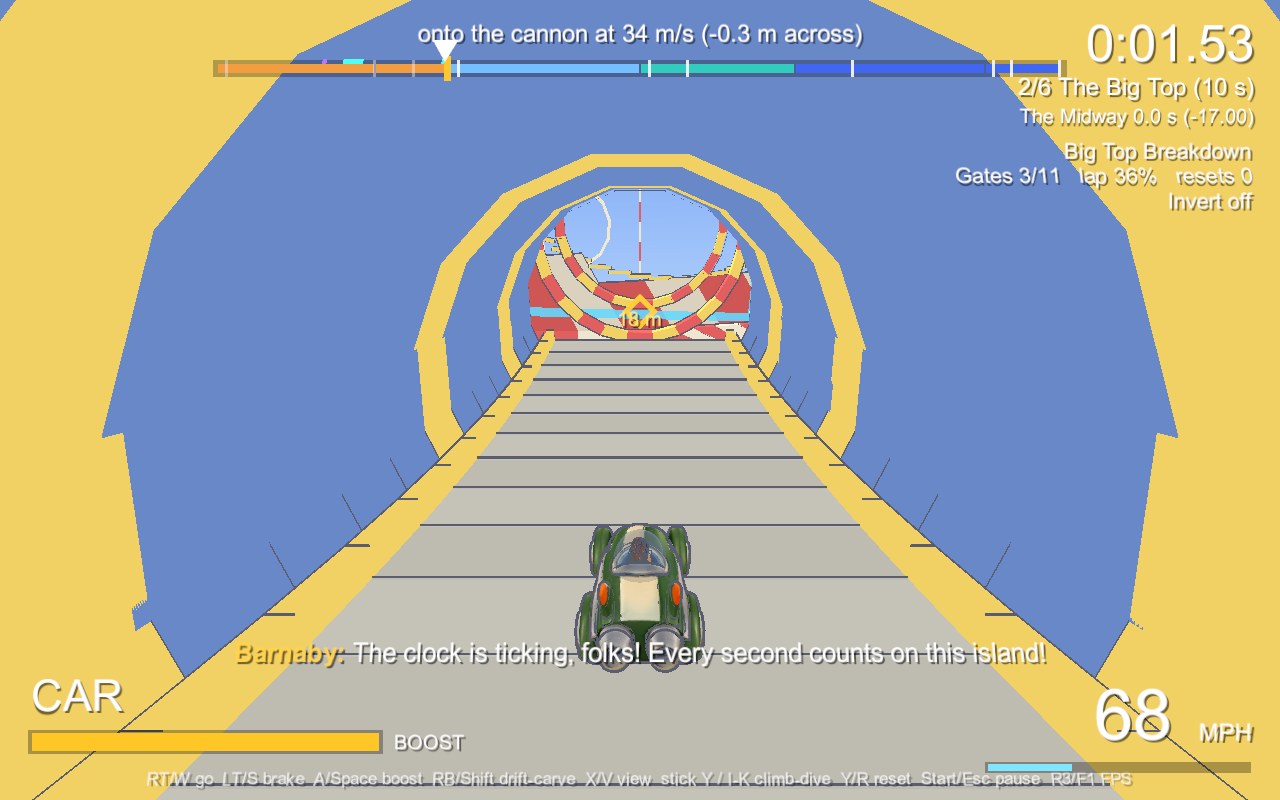 onto the cannon at 34 m/s (-0.3 m across)
0:01.53
2/6 The Big Top (10 s)
The Midway 0.0 s (-17.00)
Big Top Breakdown
Gates 3/11 lap 36% resets 0
Invert off
18 m
Barnaby: The clock is ticking, folks! Every second counts on this island!
CAR
BOOST
68 MPH
RT/W go LT/S brake A/Space boost RB/Shift drift-carve X/V view stick Y / I-K climb-dive Y/R reset Start/Esc pause R3/F1 FPS